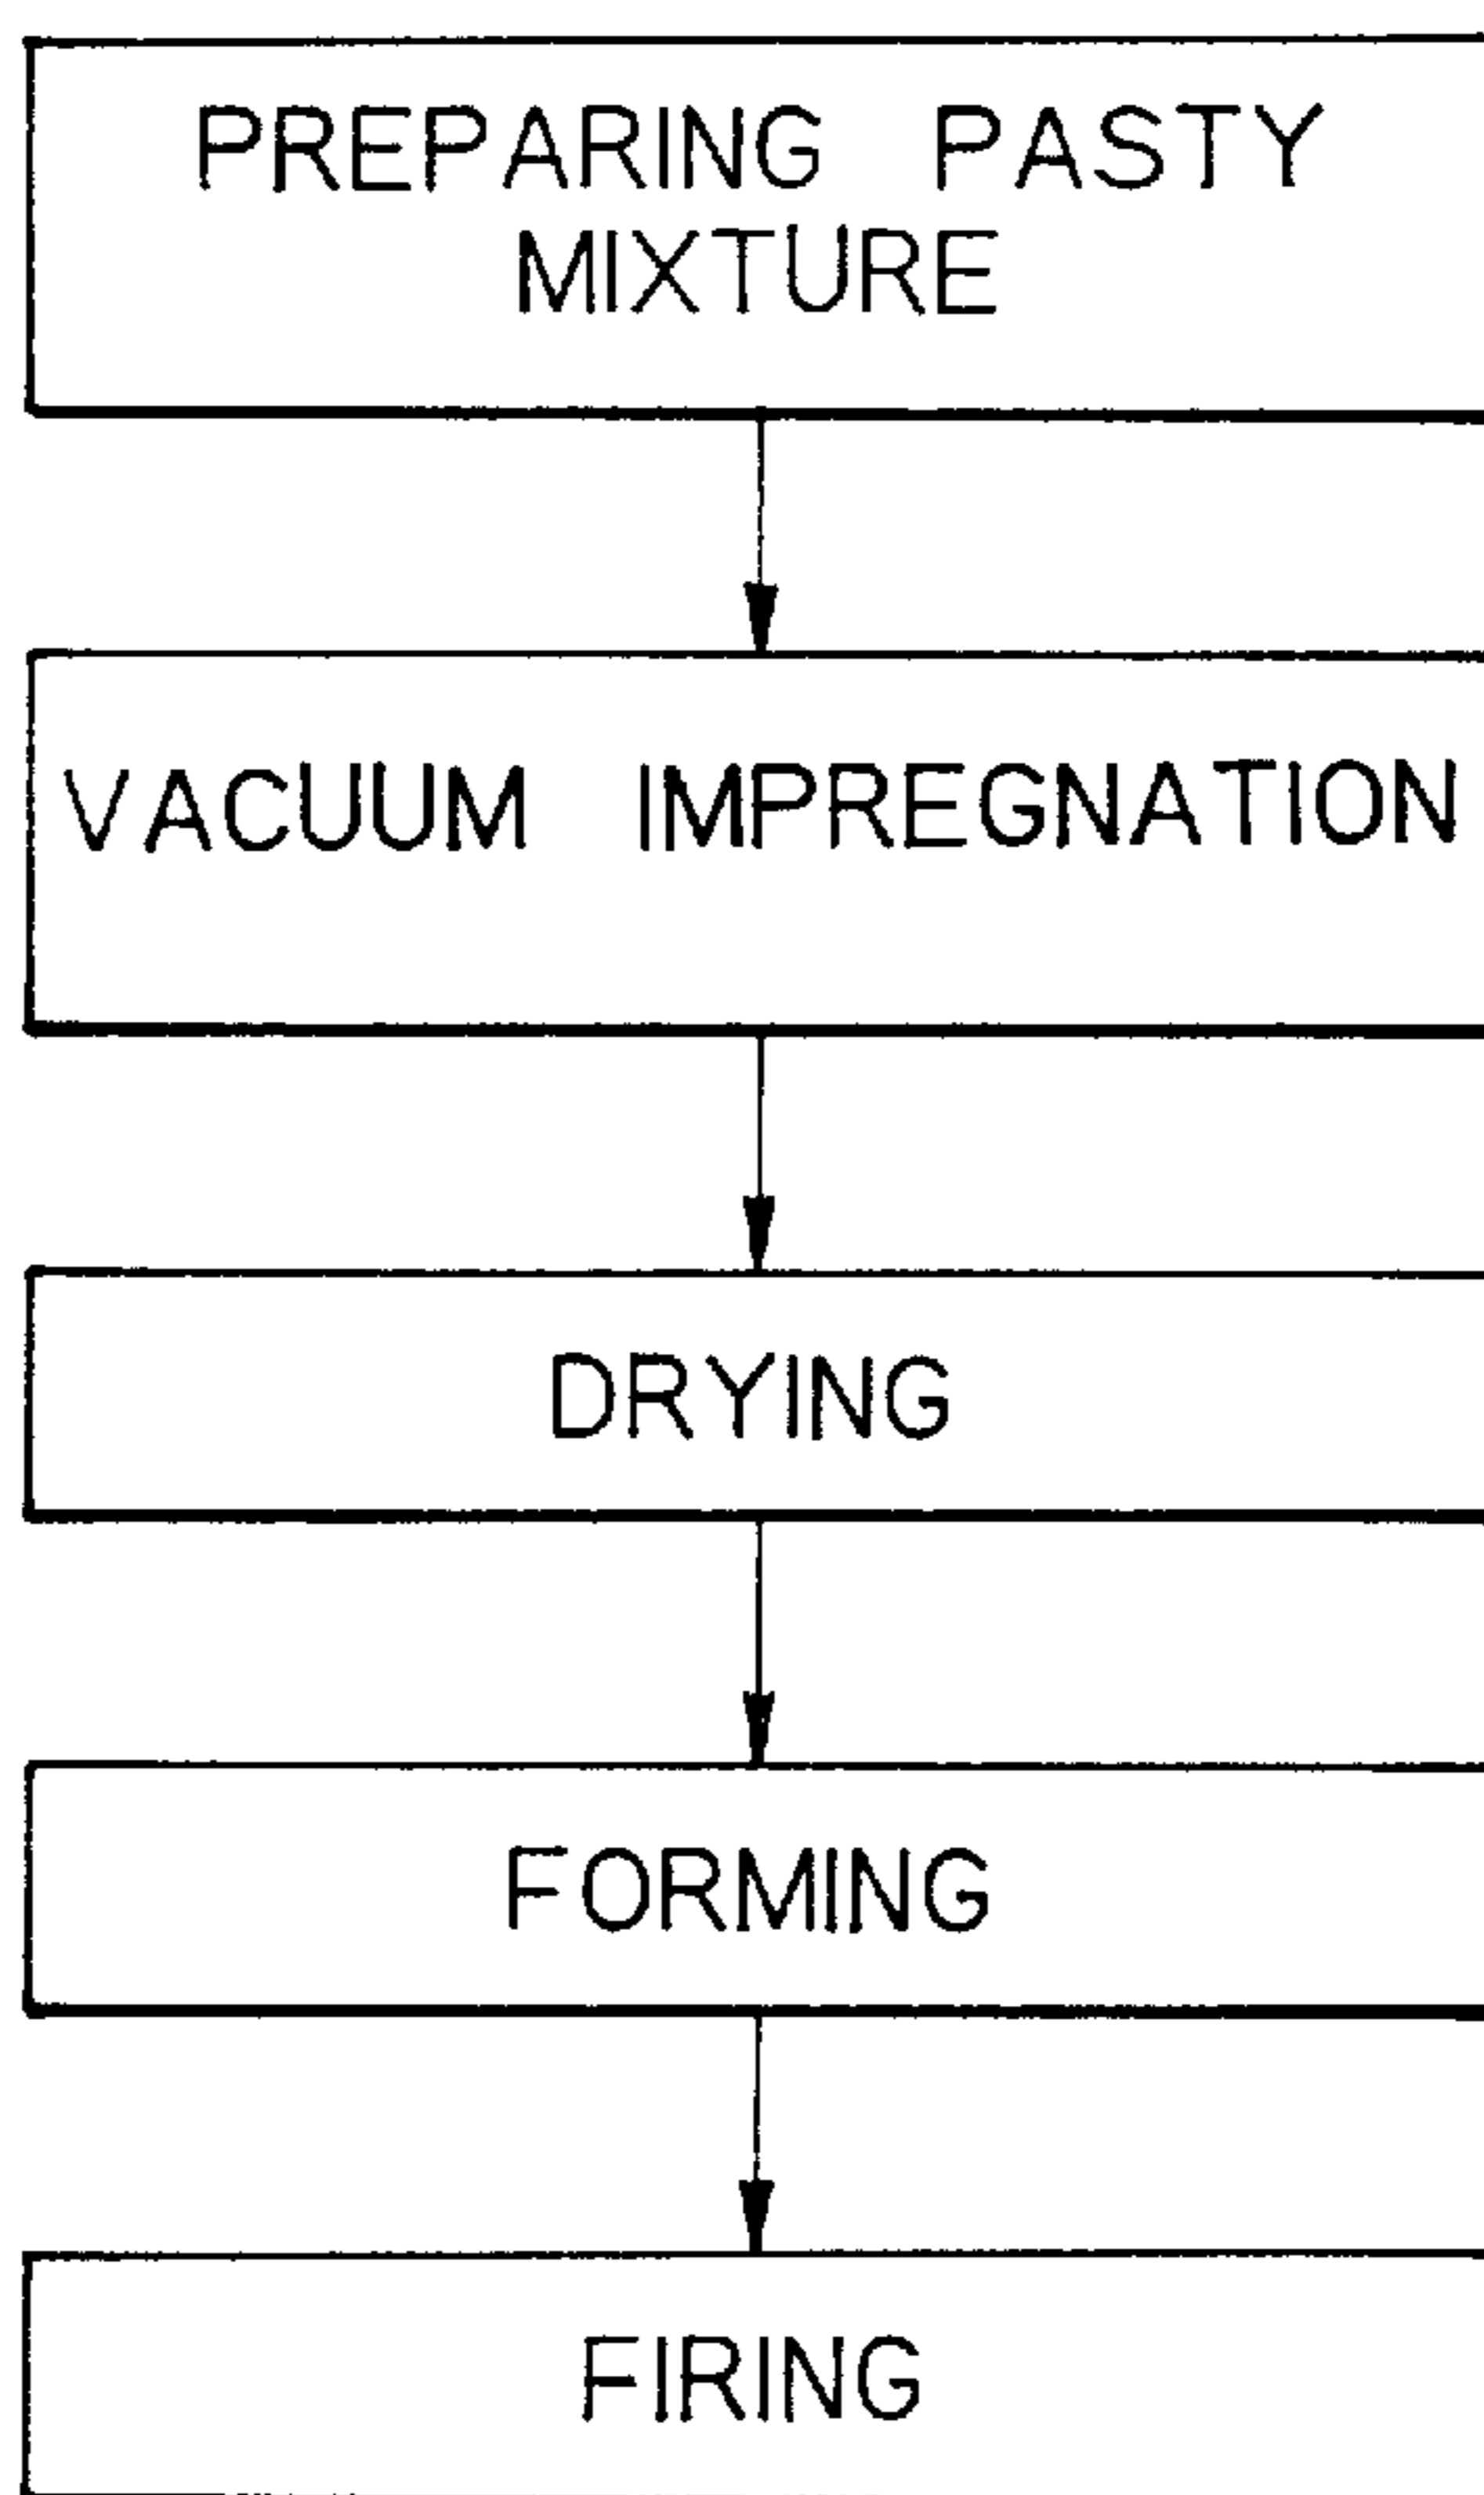 PREPARING PASTY
MIXTURE
VACUUM IMPREGNATION
DRYING
FORMING
FIRING